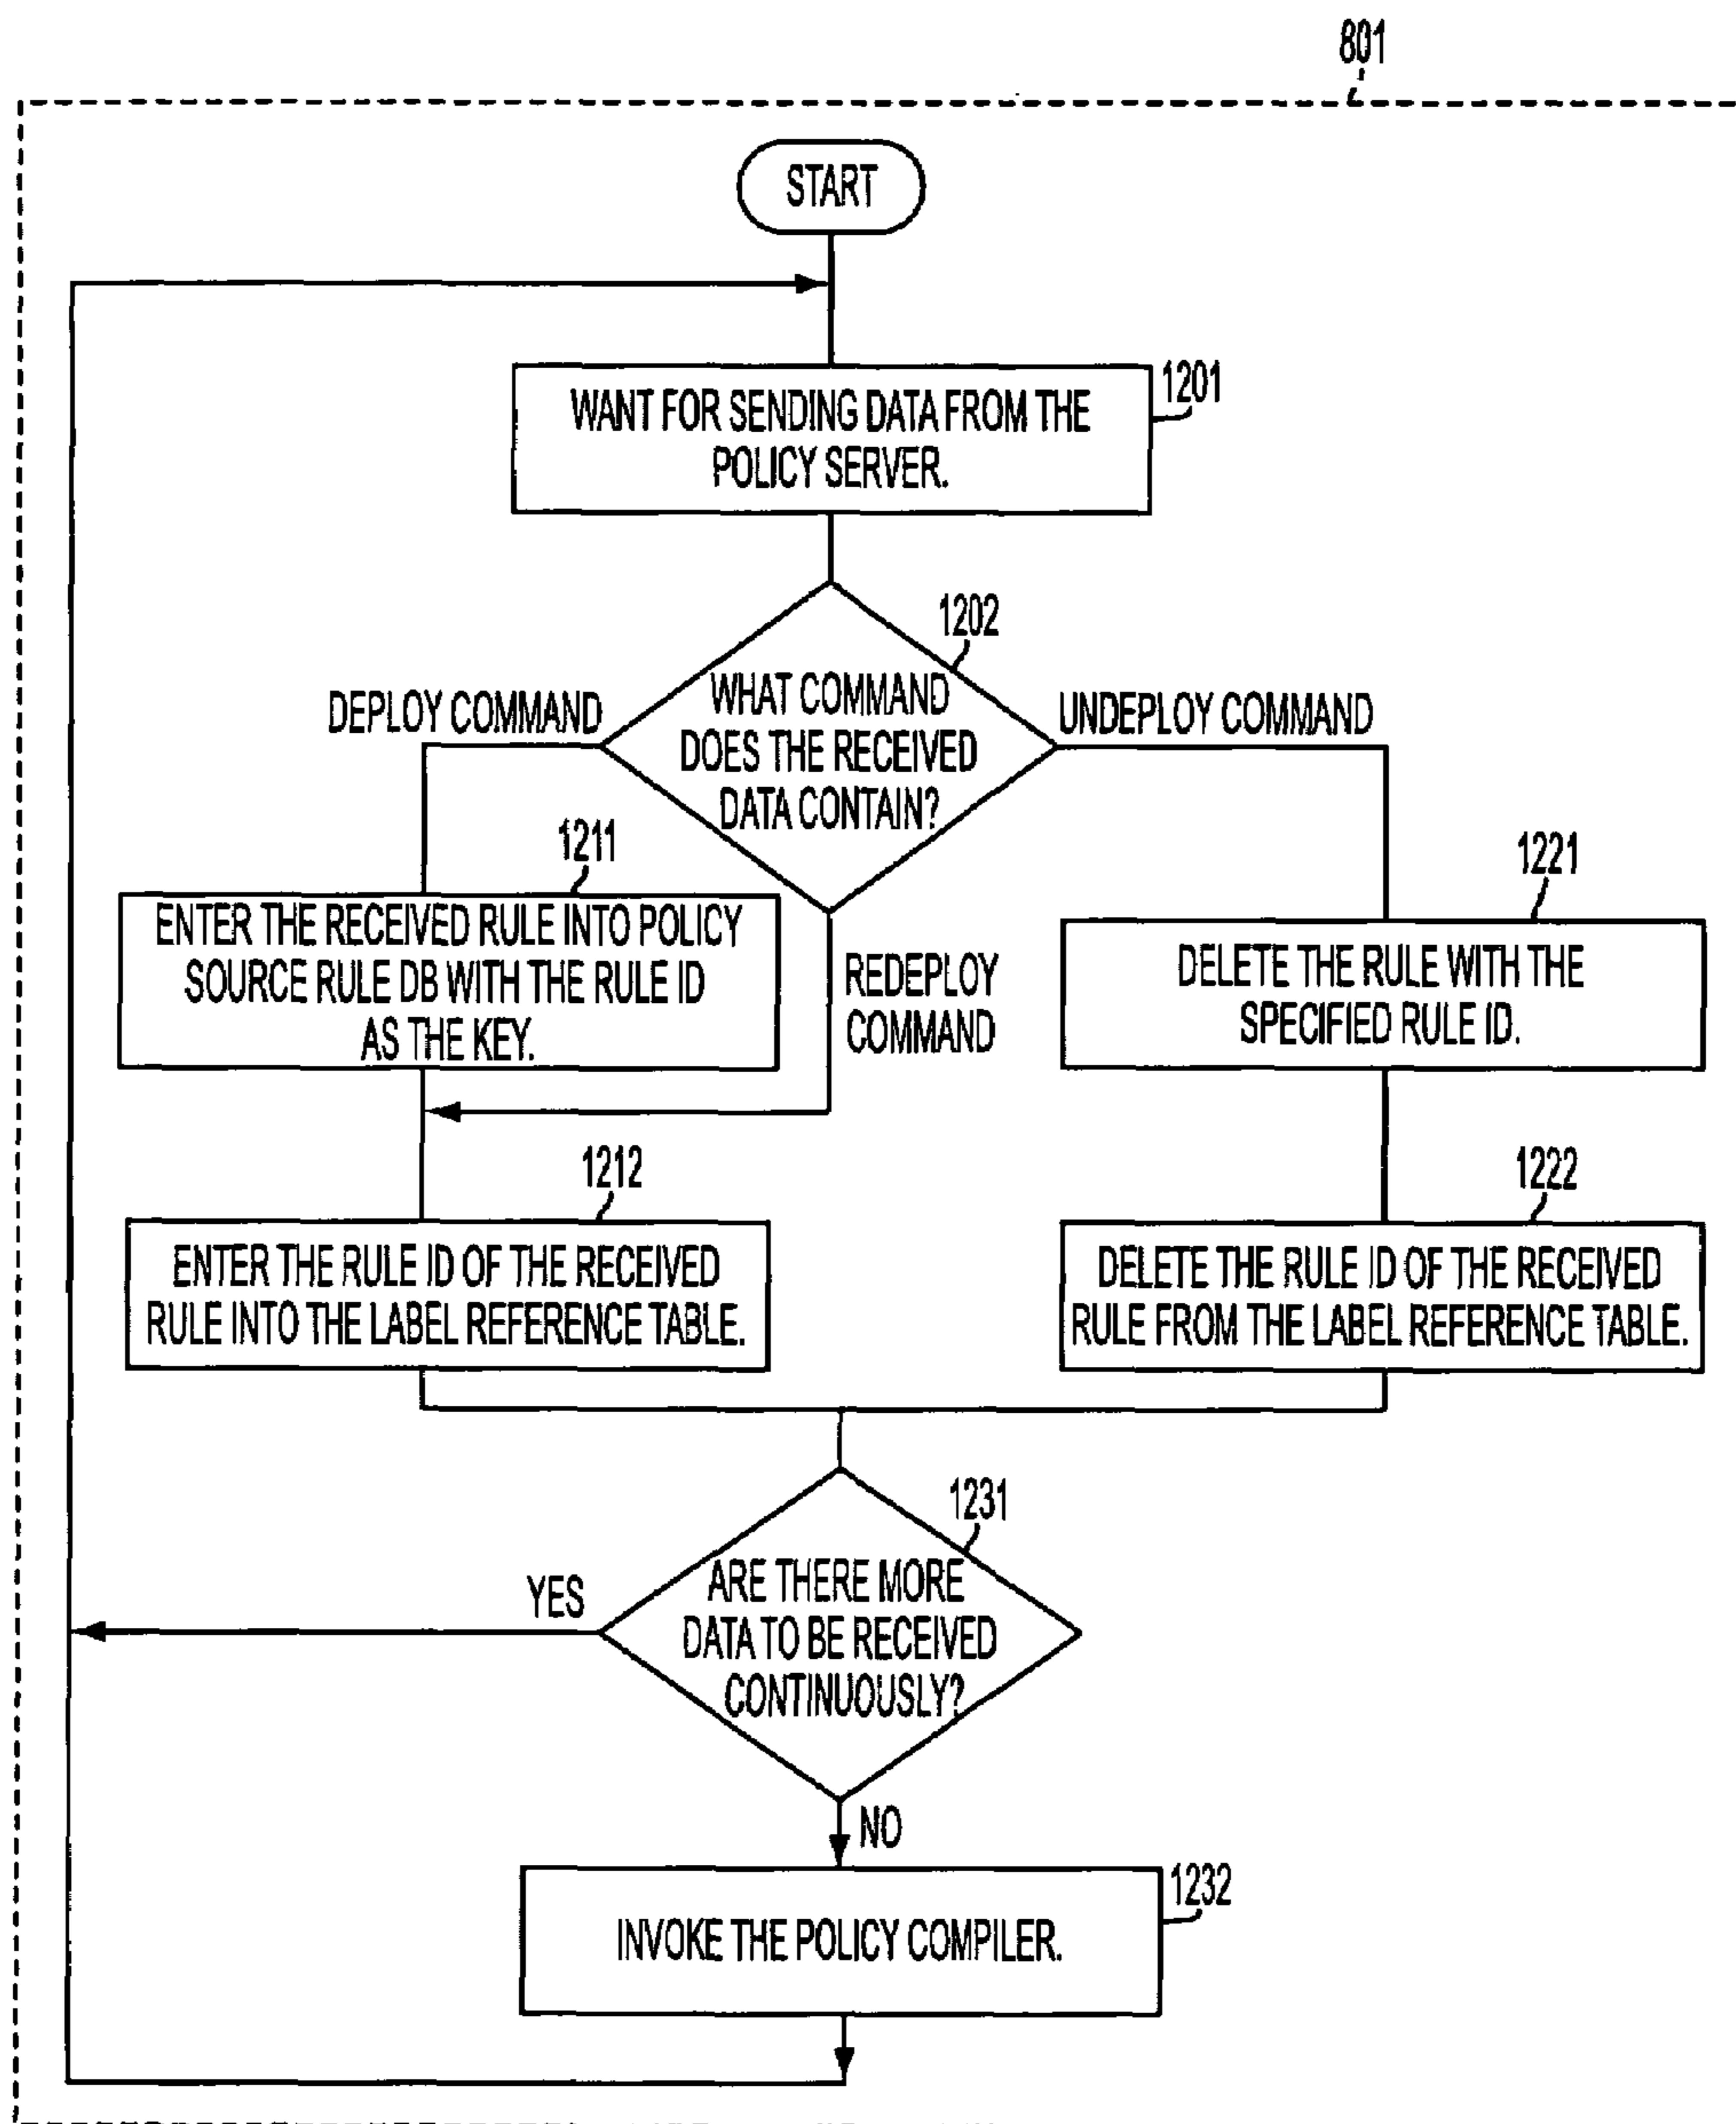 801
START
WANT FOR SENDING DATA FROM THE
POLICY SERVER.
1201
1202
WHAT COMMAND
DOES THE RECEIVED
DATA CONTAIN?
DEPLOY COMMAND
UNDEPLOY COMMAND
REDEPLOY
COMMAND
1211
ENTER THE RECEIVED RULE INTO POLICY
SOURCE RULE DB WITH THE RULE ID
AS THE KEY.
1221
DELETE THE RULE WITH THE
SPECIFIED RULE ID.
1212
ENTER THE RULE ID OF THE RECEIVED
RULE INTO THE LABEL REFERENCE TABLE.
1222
DELETE THE RULE ID OF THE RECEIVED
RULE FROM THE LABEL REFERENCE TABLE.
1231
ARE THERE MORE
DATA TO BE RECEIVED
CONTINUOUSLY?
YES
NO
1232
INVOKE THE POLICY COMPILER.